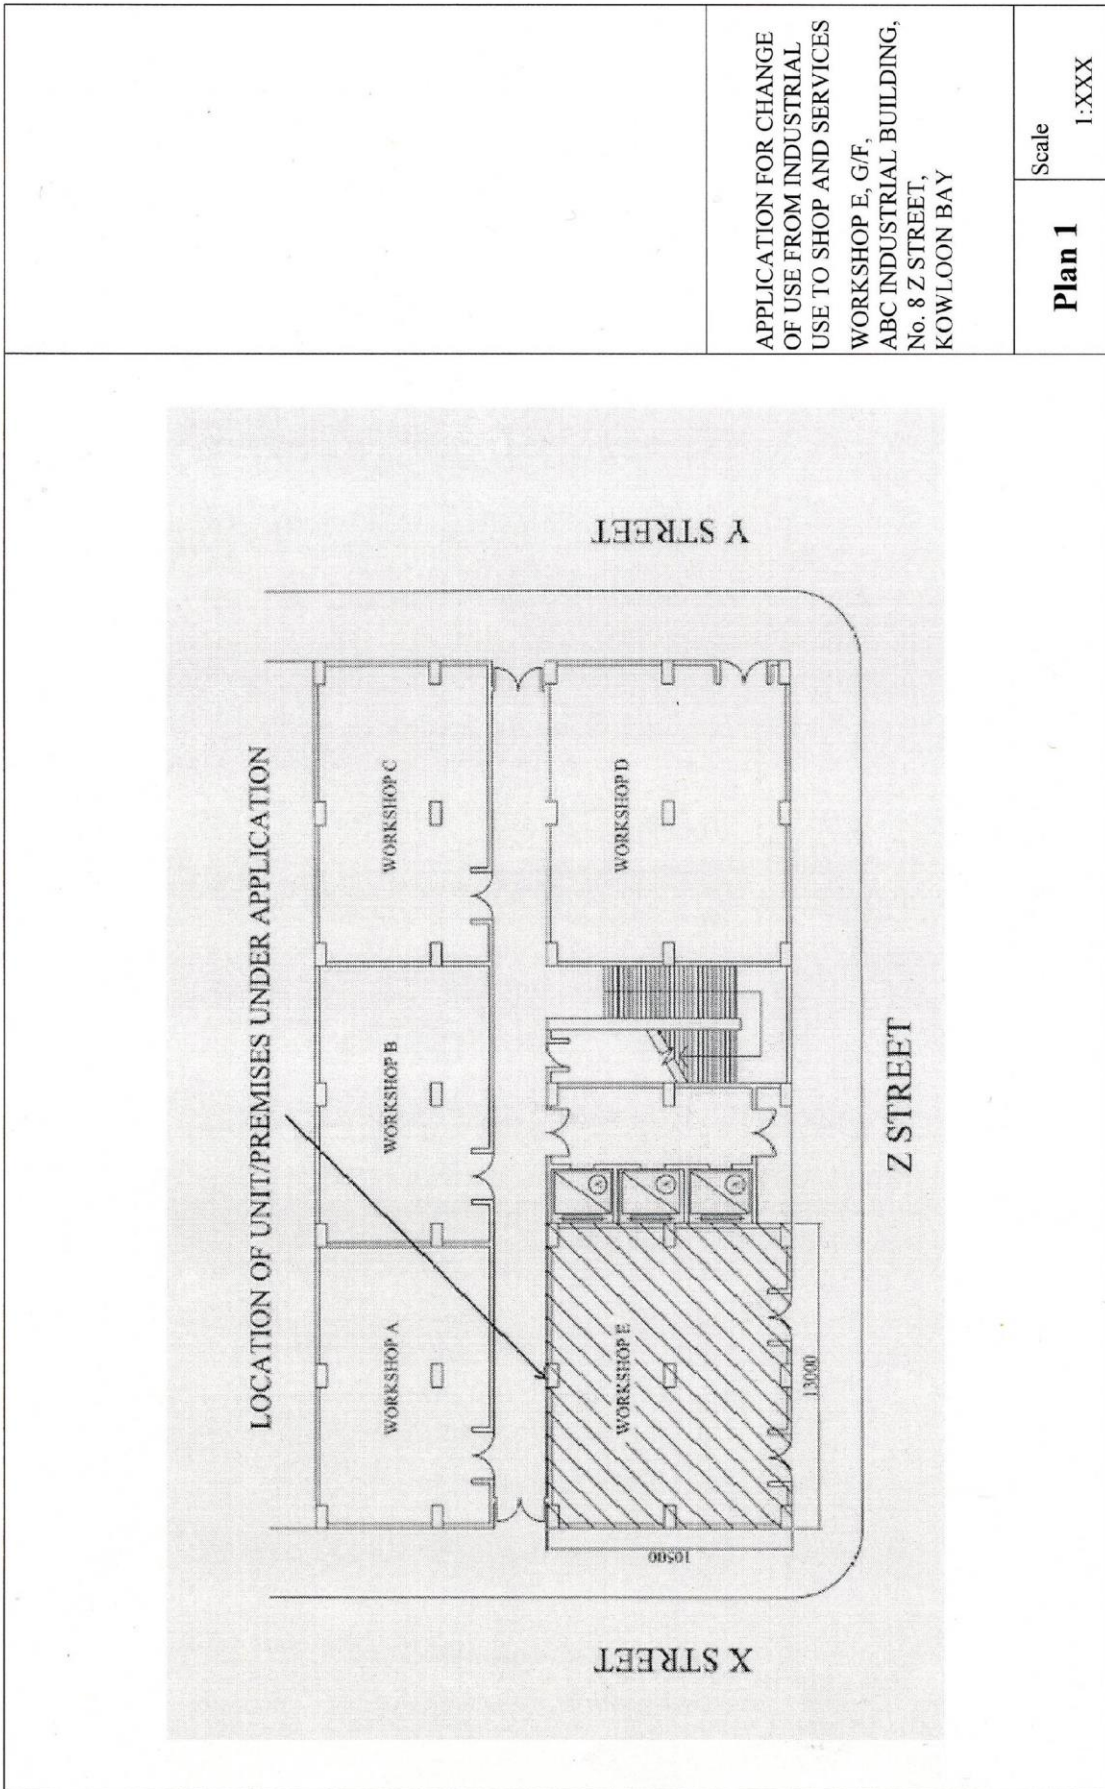 LOCATION OF UNIT/PREMISES UNDER APPLICATION
WORKSHOP A
WORKSHOP B
WORKSHOP C
WORKSHOP E
WORKSHOP D
10500
13000
X STREET
Y STREET
Z STREET
APPLICATION FOR CHANGE
OF USE FROM INDUSTRIAL
USE TO SHOP AND SERVICES
WORKSHOP E, G/F,
ABC INDUSTRIAL BUILDING,
No. 8 Z STREET,
KOWLOON BAY
Plan 1
Scale
1:XXX